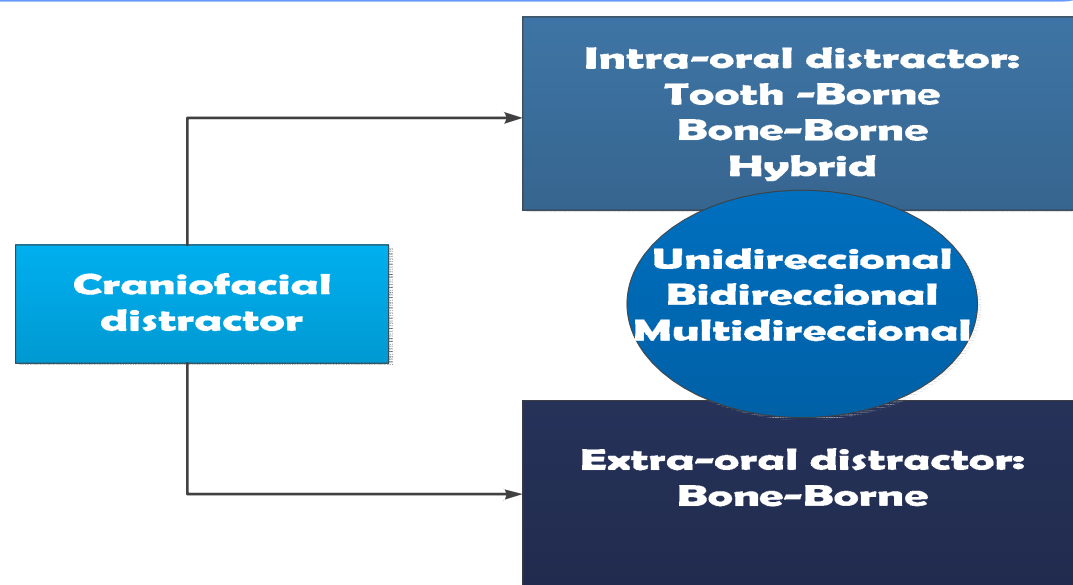 Intra-oral distractor:
Tooth -Borne
Bone-Borne
Hybrid
Craniofacial
distractor
Unidireccional
Bidireccional
Multidireccional
Extra-oral distractor:
Bone-Borne